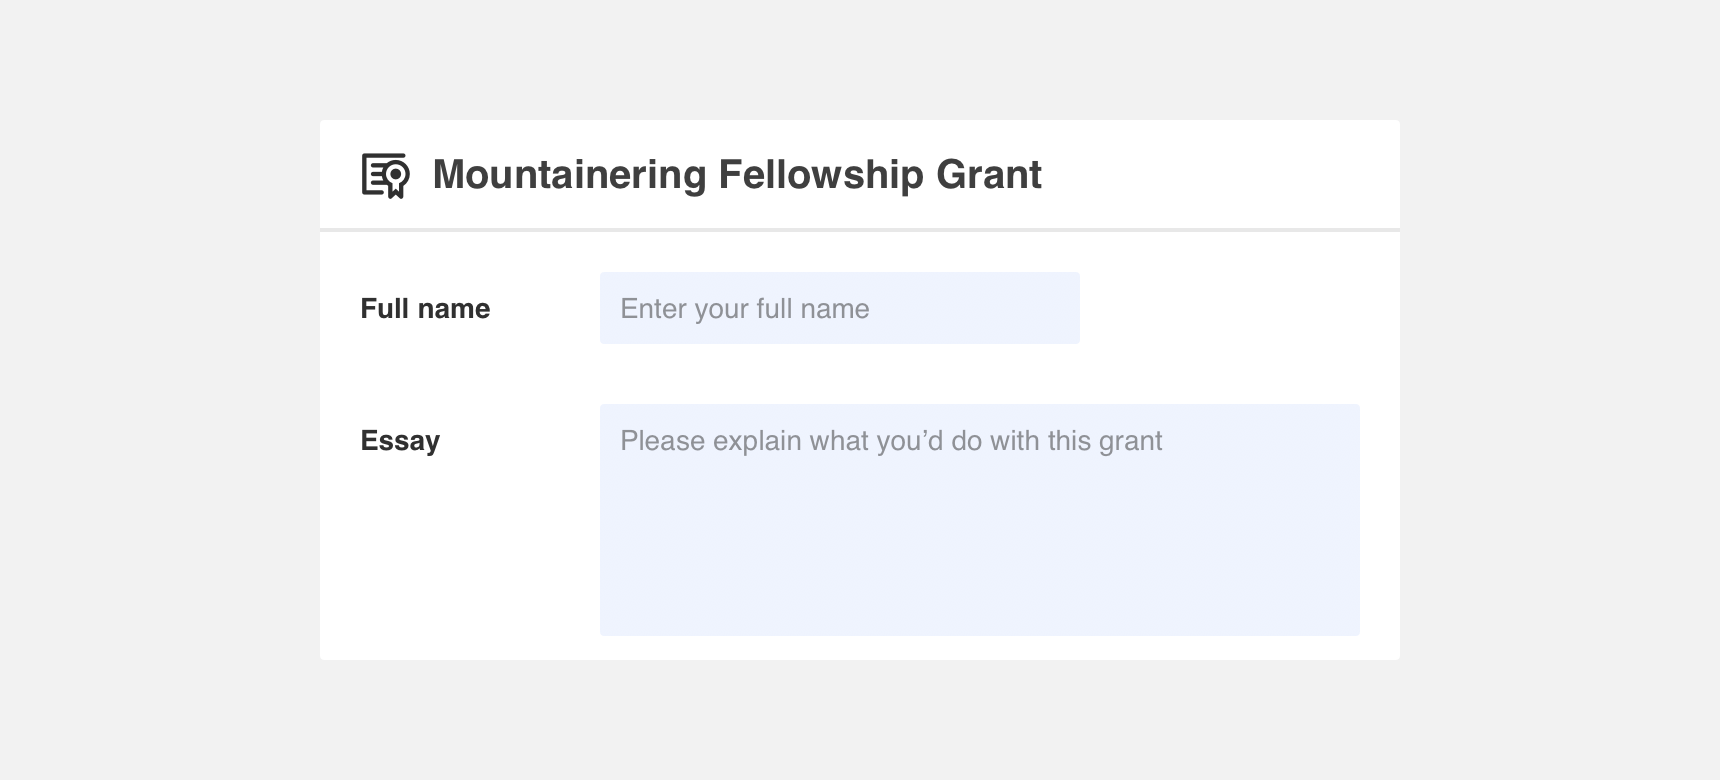 Mountainering Fellowship Grant
Full name
Enter your full name
Essay
Please explain what you’d do with this grant